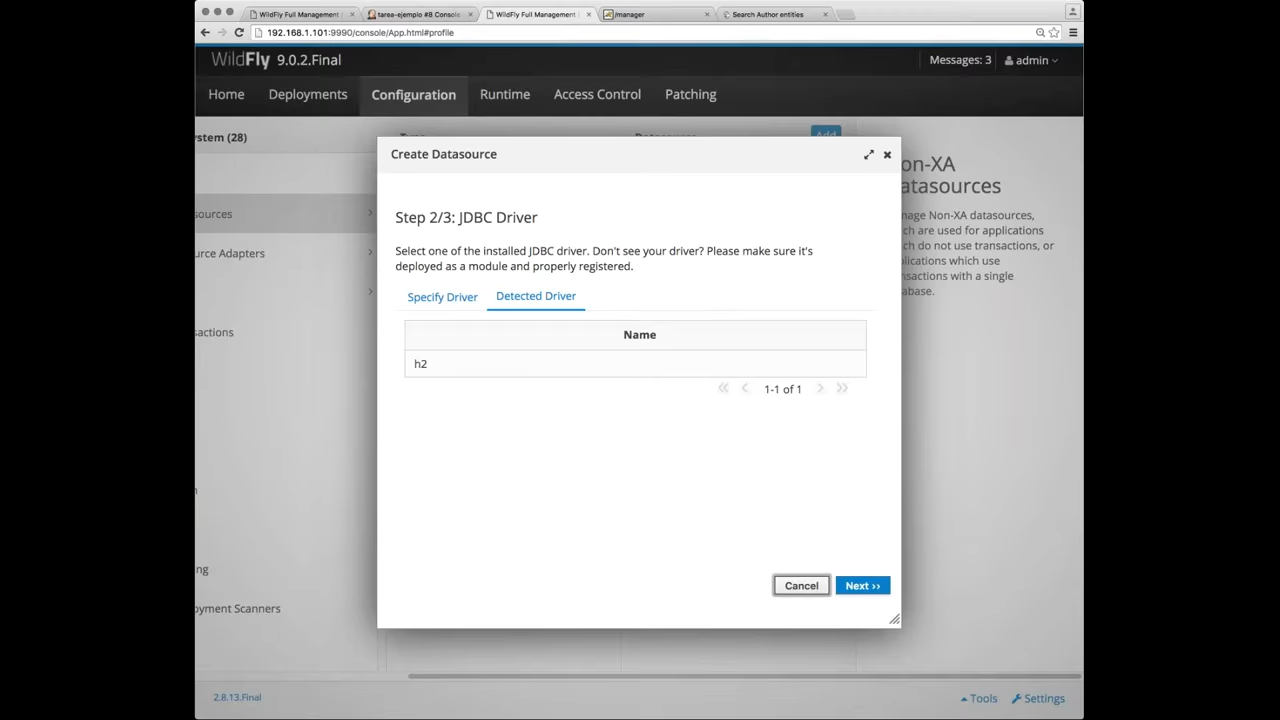 WildFly Full Management
tarea-ejemplo #8 Console
WildFly Full Management
/manager
Search Author entities
192.168.1.101:9990/console/App.html#profile
WildFly 9.0.2.Final
Messages: 3
admin
Home
Deployments
Configuration
Runtime
Access Control
Patching
ystem (28)
Add
Create Datasource
on-XA
atasources
Step 2/3: JDBC Driver
sources
nage Non-XA datasources,
ch are used for applications
ch do not use transactions, or
plications which use
nsactions with a single
abase.
Select one of the installed JDBC driver. Don't see your driver? Please make sure it's
deployed as a module and properly registered.
urce Adapters
Specify Driver
Detected Driver
Name
sactions
h2
1-1 of 1
ng
Cancel
Next >>
oyment Scanners
2.8.13.Final
Tools
Settings